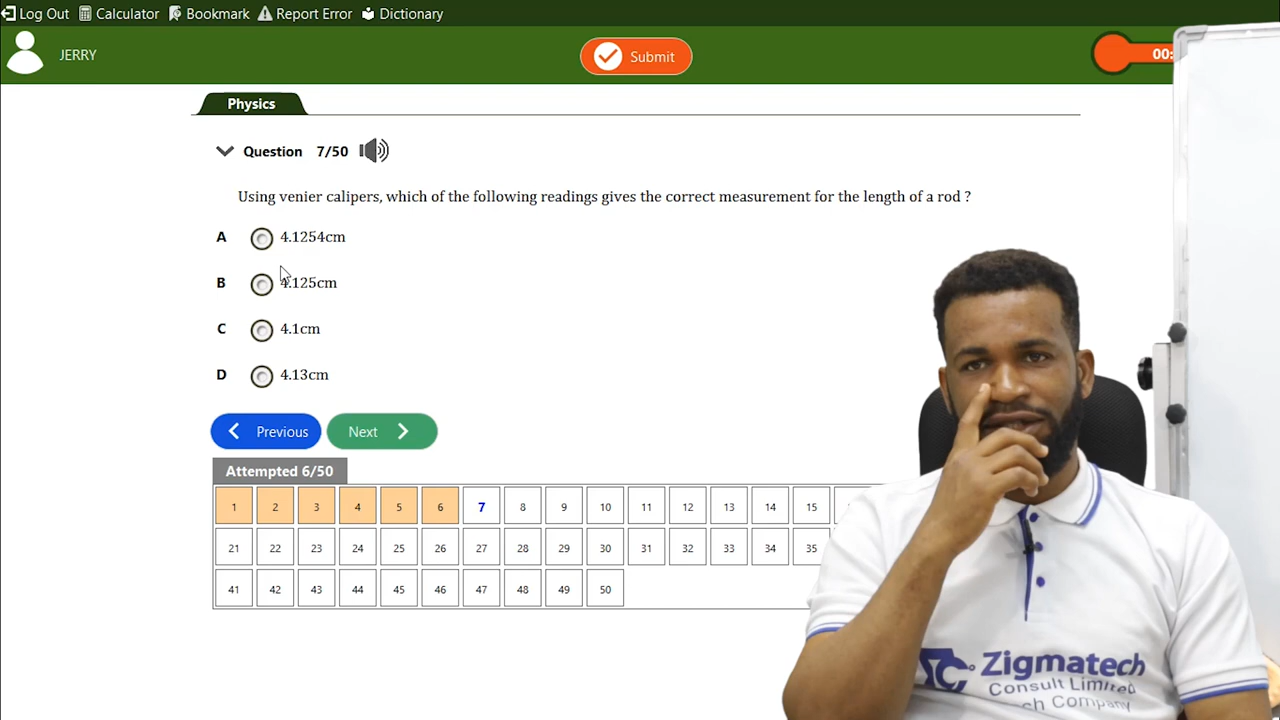 Log Out Calculator Bookmark Report Error Dictionary
JERRY
Submit
00:
Physics
Question 7/50
Using venier calipers, which of the following readings gives the correct measurement for the length of a rod ?
A 4.1254cm
B 4.125cm
C 4.1cm
D 4.13cm
Previous Next
Attempted 6/50
1 2 3 4 5 6 7 8 9 10 11 12 13 14 15
21 22 23 24 25 26 27 28 29 30 31 32 33 34 35
41 42 43 44 45 46 47 48 49 50
Zigmatech
Consult Limited
ch Company